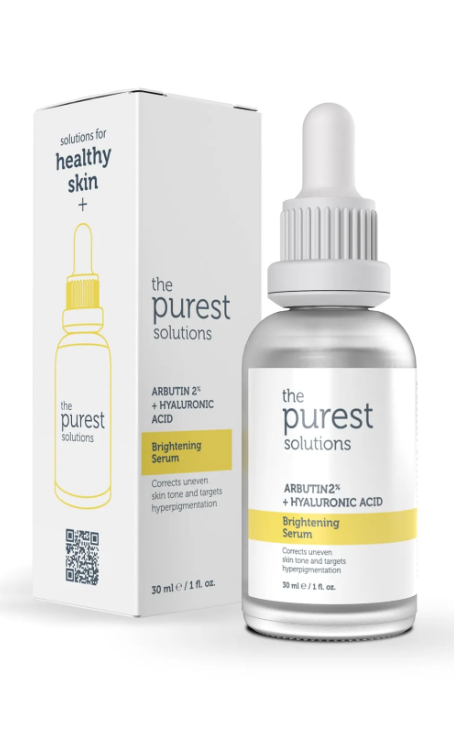 solutions for
healthy
skin
+
the
purest
solutions
the
purest
solutions
ARBUTIN 2%
+ HYALURONIC
ACID
Brightening
Serum
Corrects uneven
skin tone and targets
hyperpigmentation
30 ml ℮ / 1 fl. oz.
the
purest
solutions
ARBUTIN2%
+ HYALURONIC ACID
Brightening
Serum
Corrects uneven
skin tone and targets
hyperpigmentation
30 ml ℮ / 1 fl. oz.